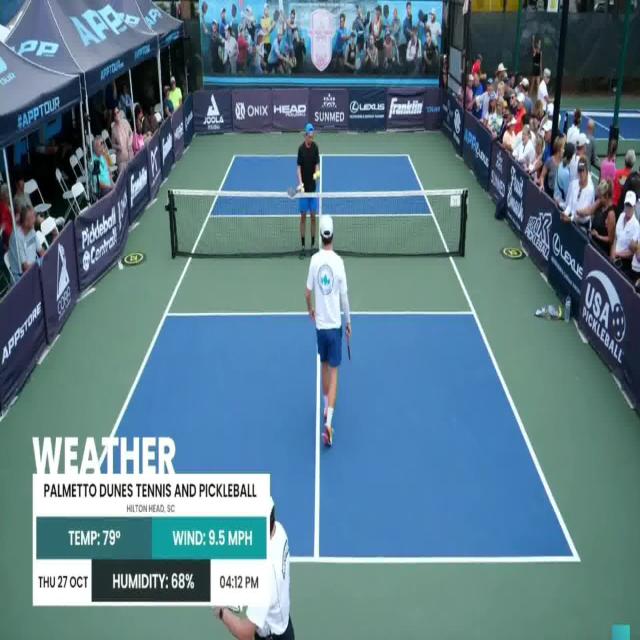 APP
APP
#APPTOUR
#APPTOUR
JOOLA
ONIX
HEAD
SUNMED
LEXUS
Franklin
Pickleball
Central
APPSTORE
LEXUS
USA
PICKLEBALL
WEATHER
PALMETTO DUNES TENNIS AND PICKLEBALL
HILTON HEAD, SC
TEMP: 79°
WIND: 9.5 MPH
THU 27 OCT
HUMIDITY: 68%
04:12 PM